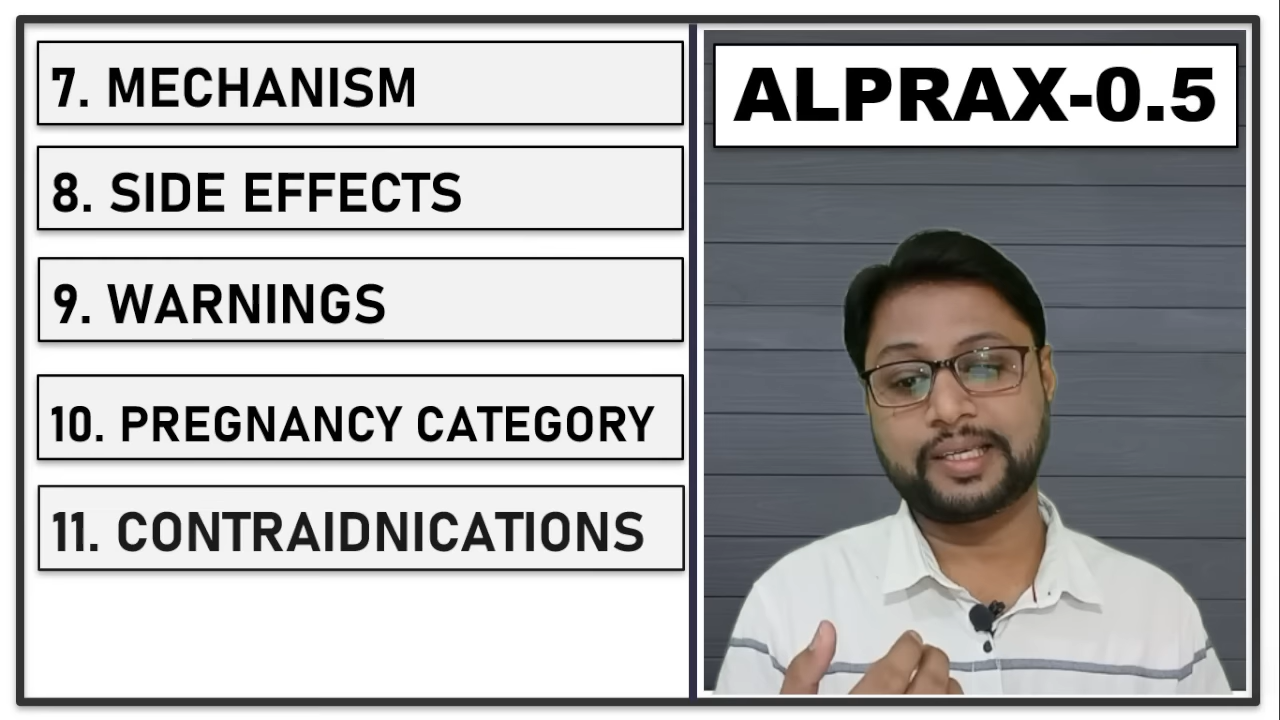 7. MECHANISM
8. SIDE EFFECTS
9. WARNINGS
10. PREGNANCY CATEGORY
11. CONTRAIDNICATIONS
ALPRAX-0.5